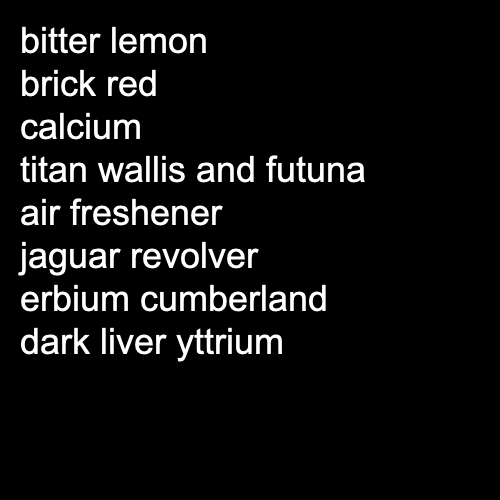 bitter lemon
brick red
calcium
titan wallis and futuna
air freshener
jaguar revolver
erbium cumberland
dark liver yttrium